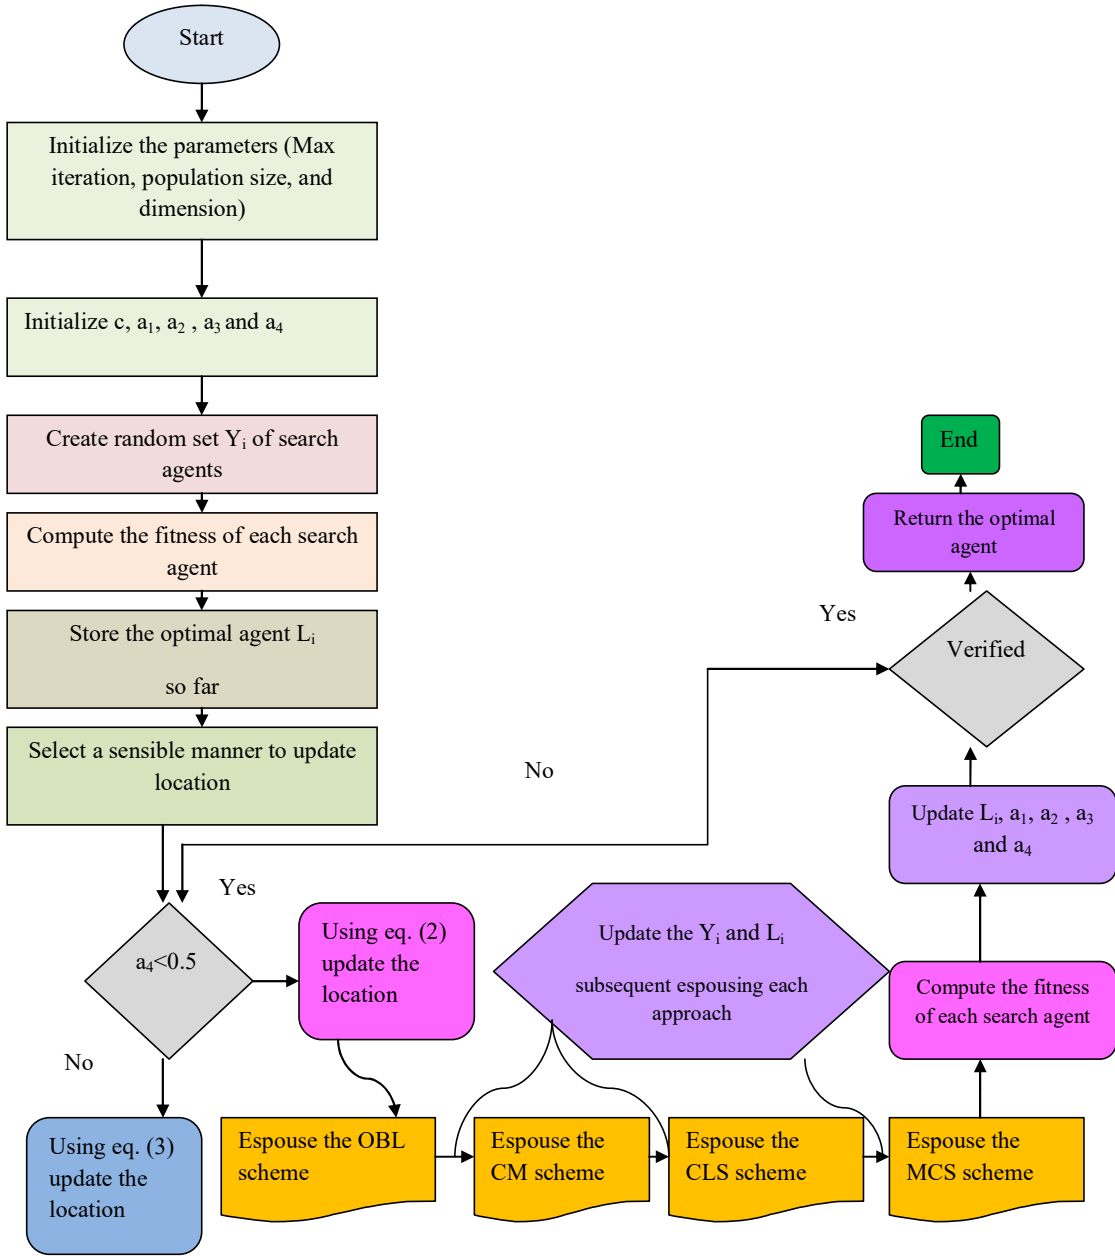 Start
Initialize the parameters (Max
iteration, population size, and
dimension)
Initialize c, a₁, a₂ , a₃ and a₄
Create random set Yᵢ of search
agents
Compute the fitness of each search
agent
Store the optimal agent Lᵢ
so far
Select a sensible manner to update
location
a₄<0.5
Yes
No
Using eq. (2)
update the
location
Using eq. (3)
update the
location
Espouse the OBL
scheme
Espouse the
CM scheme
Espouse the
CLS scheme
Espouse the
MCS scheme
Update the Yᵢ and Lᵢ
subsequent espousing each
approach
Compute the fitness
of each search agent
Update Lᵢ, a₁, a₂ , a₃
and a₄
Verified
No
Yes
Return the optimal
agent
End